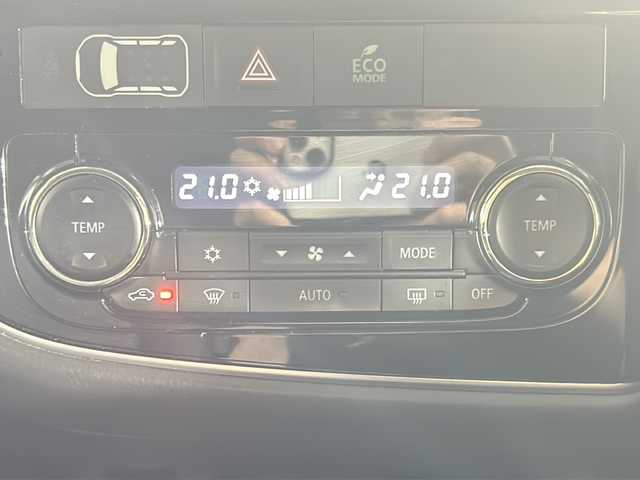 ECO
MODE
21.0 21.0
TEMP
TEMP
MODE
AUTO
OFF